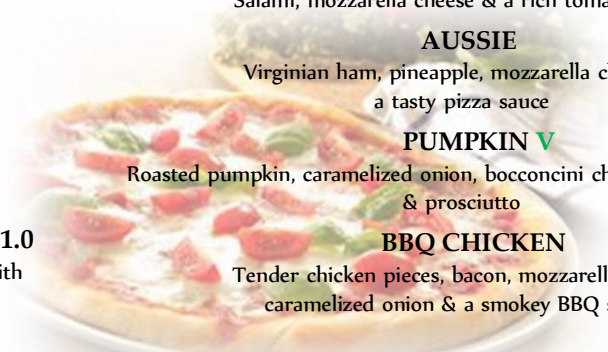 Salami, mozzarella cheese & a rich toma
AUSSIE
Virginian ham, pineapple, mozzarella c
a tasty pizza sauce
PUMPKIN V
Roasted pumpkin, caramelized onion, bocconcini ch
& prosciutto
1.0
ith
BBQ CHICKEN
Tender chicken pieces, bacon, mozzarell
caramelized onion & a smokey BBQ s